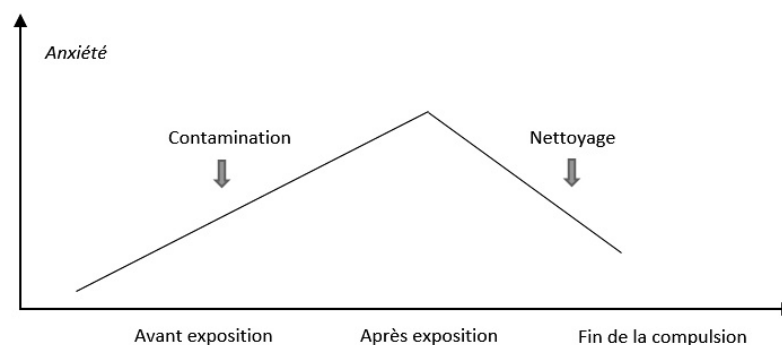 Anxiété
Contamination
Nettoyage
Avant exposition
Après exposition
Fin de la compulsion